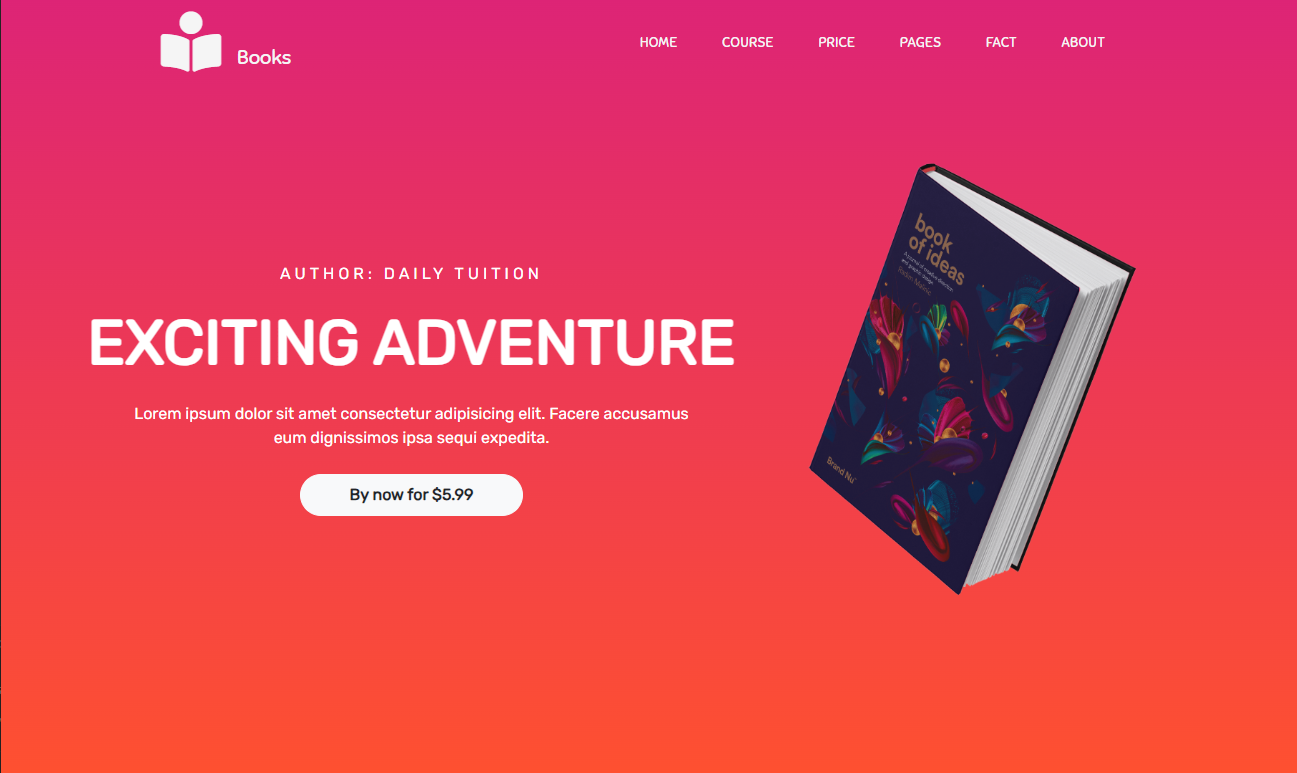 Books
HOME COURSE PRICE PAGES FACT ABOUT
AUTHOR: DAILY TUITION
EXCITING ADVENTURE
Lorem ipsum dolor sit amet consectetur adipisicing elit. Facere accusamus
eum dignissimos ipsa sequi expedita.
By now for $5.99
book
of ideas
Brand Nu